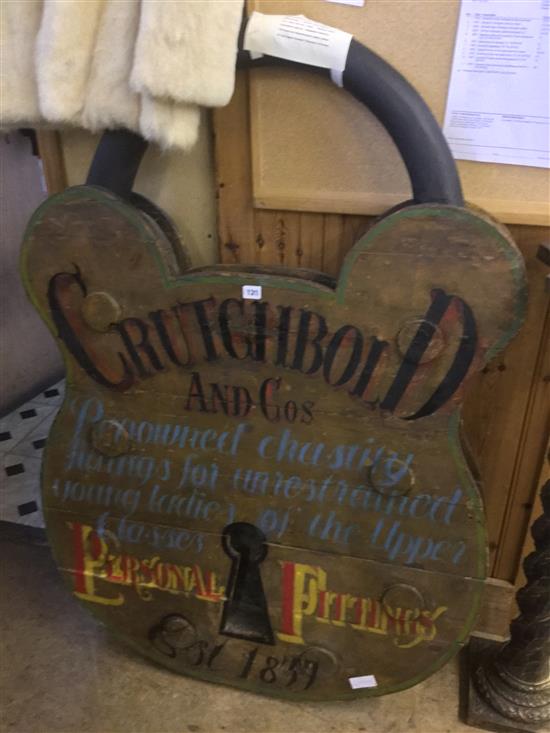 120
CRUTCHBOLD
AND COS
Renowned chastity
fittings for unrestrained
young ladies of the Upper
Classes
PERSONAL FITTINGS
Est 1839